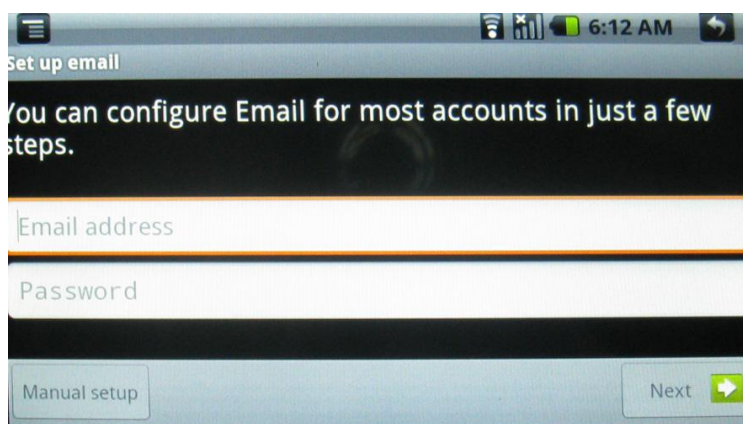 6:12 AM
Set up email
You can configure Email for most accounts in just a few
steps.
Email address
Password
Manual setup
Next